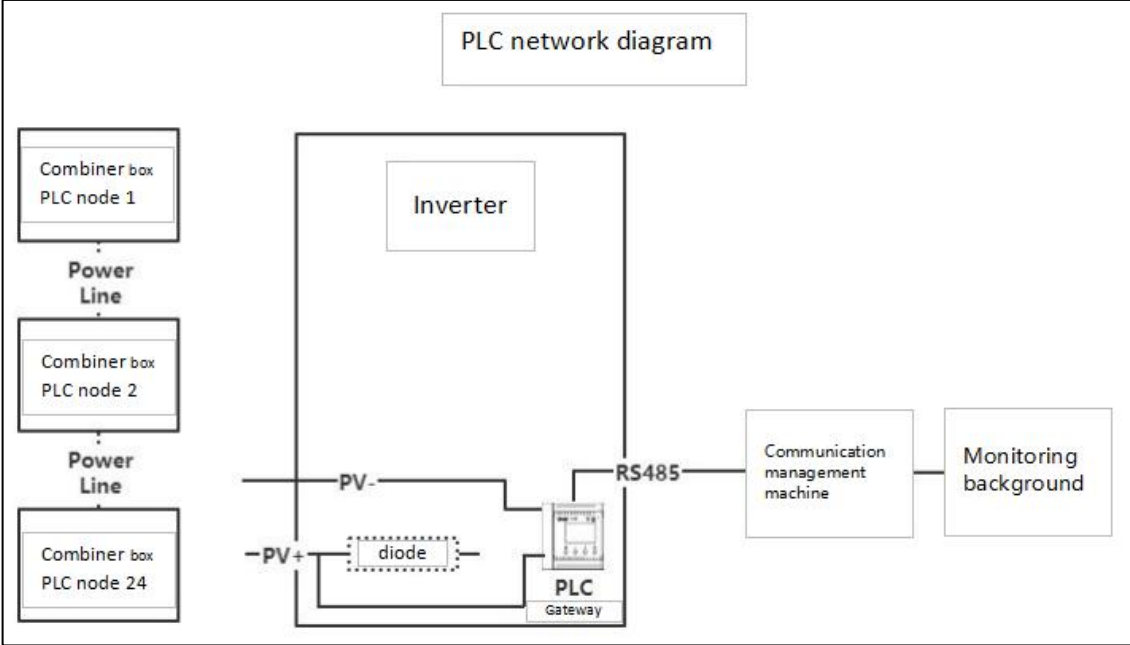 PLC network diagram
Combiner box
PLC node 1
Power
Line
Combiner box
PLC node 2
Power
Line
Combiner box
PLC node 24
Inverter
PV-
PV+
diode
PLC
Gateway
RS485
Communication
management
machine
Monitoring
background